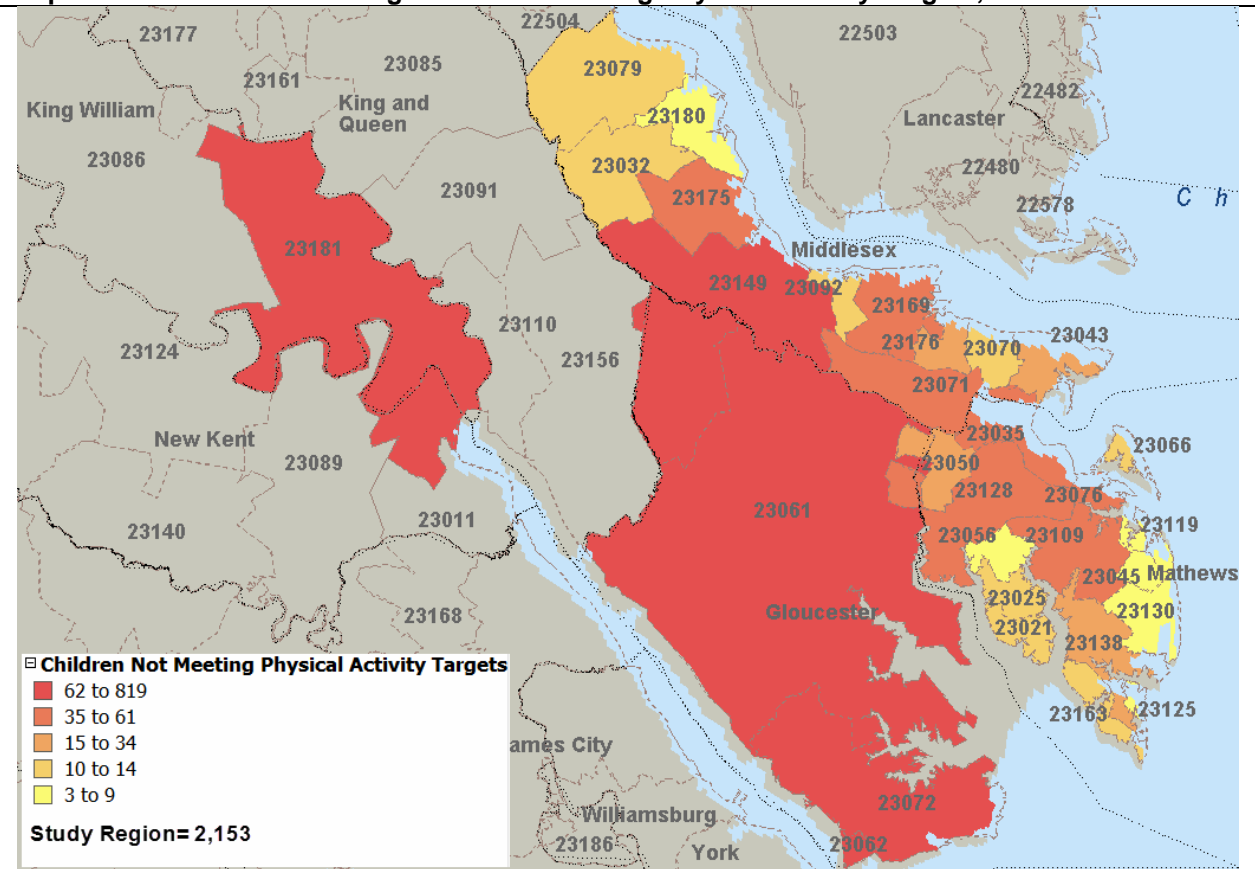 22504
22503
23177
23085
23079
23161
22482
King William
King and
Queen
23180
Lancaster
23086
23032
22480
23091
23175
22578
C h
23181
Middlesex
23149
23092
23169
23110
23043
23124
23156
23176
23070
23071
New Kent
23035
23066
23089
23050
23128
23076
23061
23140
23011
23119
23056
23109
23045
Mathews
23025
23130
23168
Gloucester
23021
23138
Children Not Meeting Physical Activity Targets
62 to 819
35 to 61
15 to 34
10 to 14
3 to 9
Study Region= 2,153
23163
23125
ames City
23072
Williamsburg
23186
23062
York